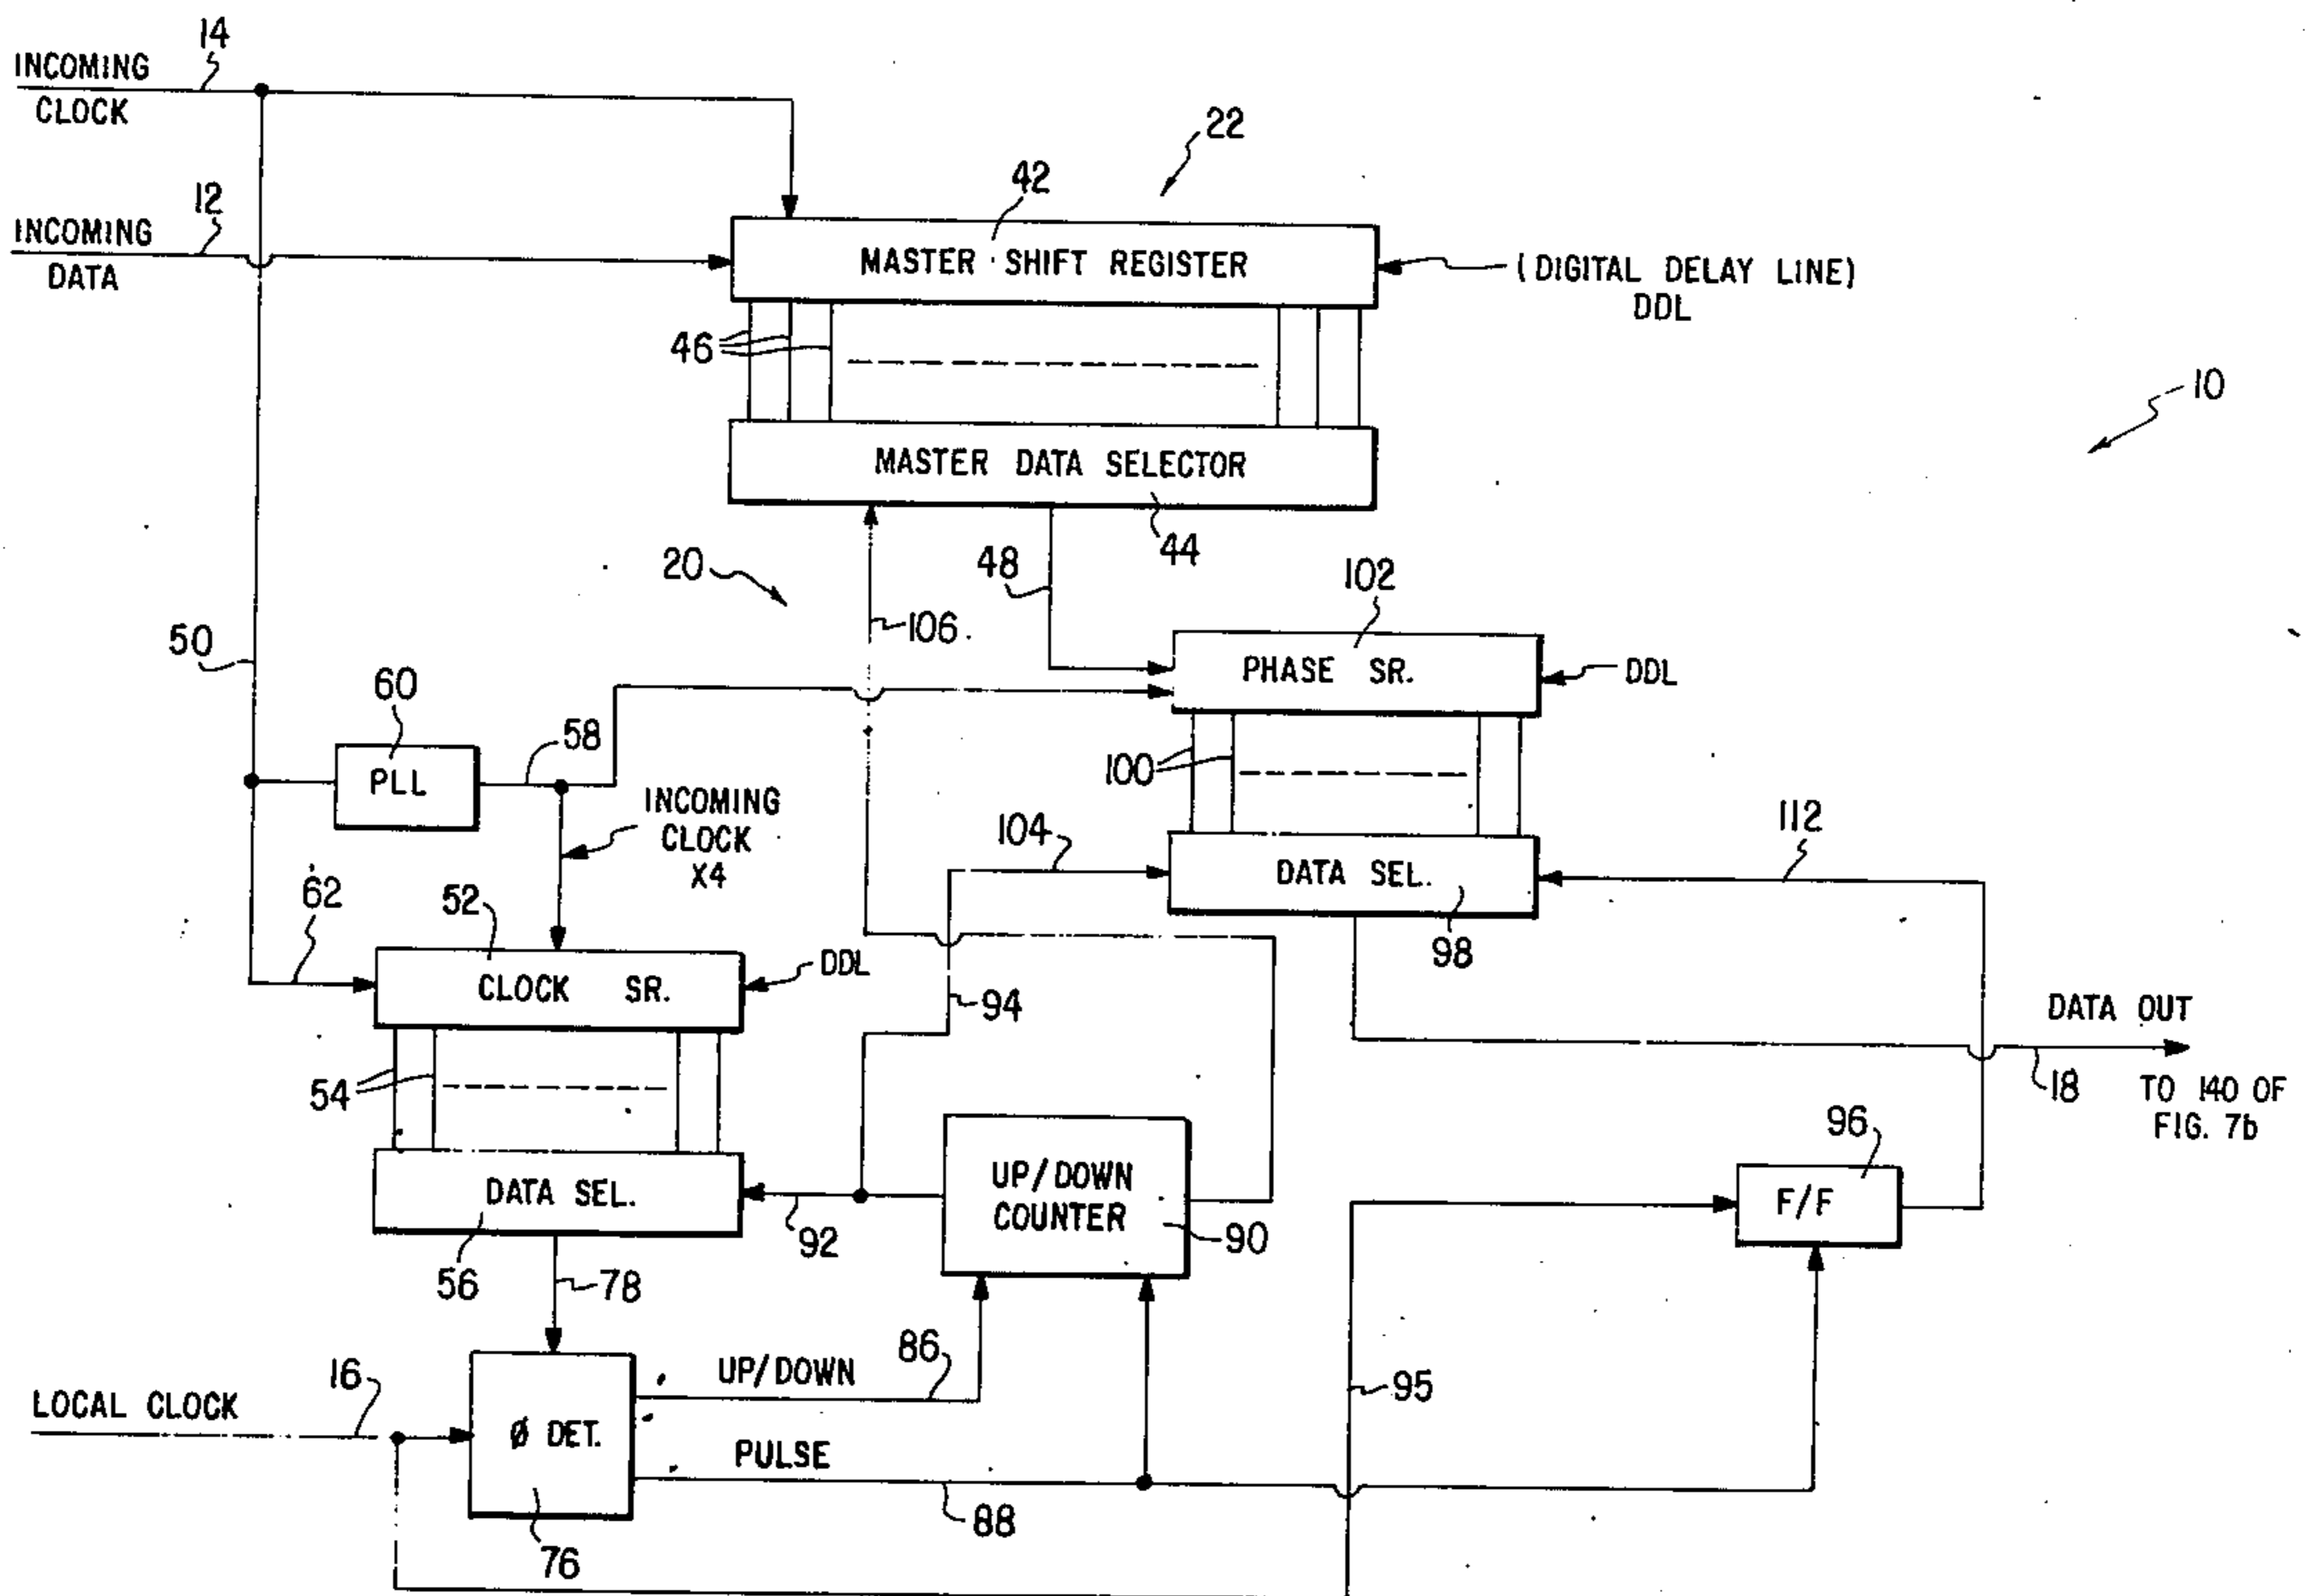 14
INCOMING
CLOCK
22
42
12
INCOMING
DATA
MASTER SHIFT REGISTER
(DIGITAL DELAY LINE)
DDL
46
10
MASTER DATA SELECTOR
44
20
48
102
106
50
PHASE SR.
DDL
60
58
PLL
100
INCOMING
CLOCK
X4
104
112
62
52
DATA SEL.
98
DDL
CLOCK SR.
94
DATA OUT
18
TO 140 OF
FIG. 7b
54
96
UP/DOWN
COUNTER
DATA SEL.
F/F
92
90
56
78
86
16
UP/DOWN
95
LOCAL CLOCK
Ø DET.
PULSE
88
76